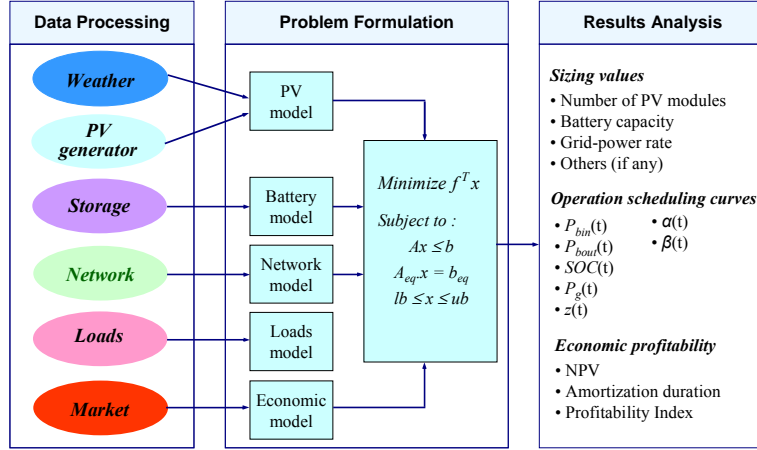 Data Processing
Problem Formulation
Results Analysis
Weather
PV
generator
Storage
Network
Loads
Market
PV
model
Battery
model
Network
model
Loads
model
Economic
model
Minimize f^T x
Subject to :
Ax ≤ b
A_eq.x = b_eq
lb ≤ x ≤ ub
Sizing values
• Number of PV modules
• Battery capacity
• Grid-power rate
• Others (if any)
Operation scheduling curves
• P_bin(t)
• P_bout(t)
• SOC(t)
• P_g(t)
• z(t)
• α(t)
• β(t)
Economic profitability
• NPV
• Amortization duration
• Profitability Index